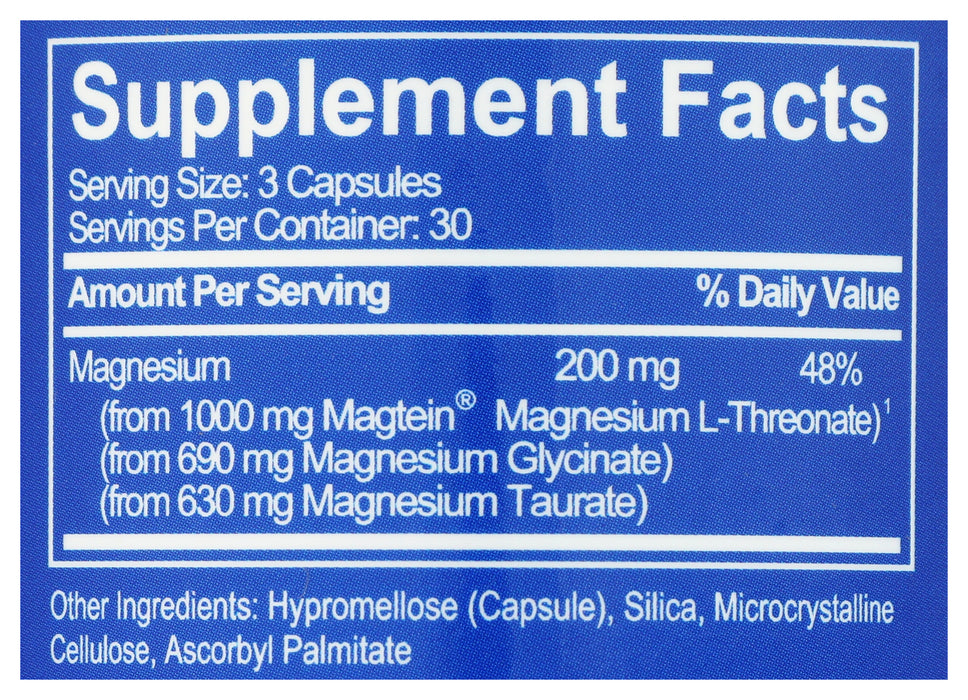 Supplement Facts
Serving Size: 3 Capsules
Servings Per Container: 30
Amount Per Serving % Daily Value
Magnesium 200 mg 48%
(from 1000 mg Magtein® Magnesium L-Threonate)¹
(from 690 mg Magnesium Glycinate)
(from 630 mg Magnesium Taurate)
Other Ingredients: Hypromellose (Capsule), Silica, Microcrystalline
Cellulose, Ascorbyl Palmitate